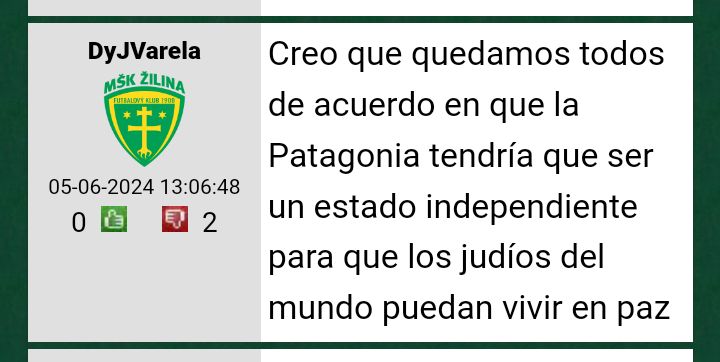 DyJVarela
MŠK ŽILINA
FUTBALOVÝ KLUB 1908
05-06-2024 13:06:48
0 2
Creo que quedamos todos
de acuerdo en que la
Patagonia tendría que ser
un estado independiente
para que los judíos del
mundo puedan vivir en paz